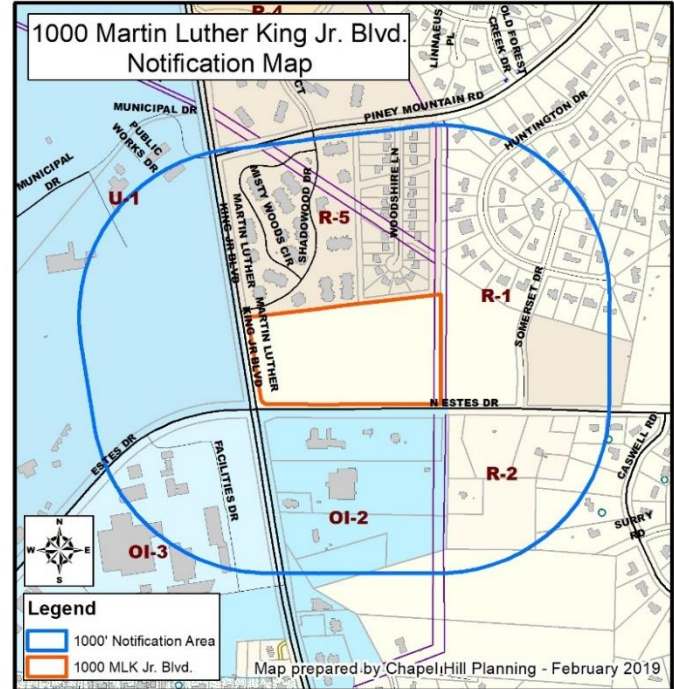 1000 Martin Luther King Jr. Blvd.
Notification Map
R-4
CT
LINNAEUS
PL
OLD FOREST
CREEK DR
PINEY MOUNTAIN RD
HUNTINGTON DR
MUNICIPAL DR
PUBLIC
WORKS DR
MUNICIPAL
DR
U-1
MISTY WOODS CIR
SHADOWOOD DR
R-5
WOODSHIRE LN
MARTIN LUTHER
KING JR BLVD
R-1
SOMERSET DR
MARTIN LUTHER
KING JR BLVD
N ESTES DR
ESTES DR
FACILITIES DR
R-2
CASWELL RD
SURRY
RD
OI-2
OI-3
N
W E
S
Legend
1000' Notification Area
1000 MLK Jr. Blvd.
Map prepared by Chapel Hill Planning - February 2019